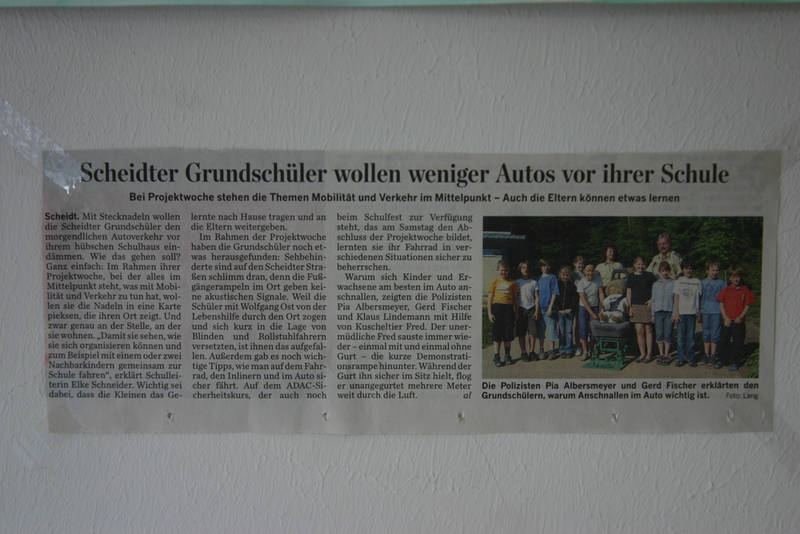 Scheidter Grundschüler wollen weniger Autos vor ihrer Schule
Bei Projektwoche stehen die Themen Mobilität und Verkehr im Mittelpunkt – Auch die Eltern können etwas lernen
Scheidt. Mit Stecknadeln wollen
die Scheidter Grundschüler den
morgendlichen Autoverkehr vor
ihrem hübschen Schulhaus ein-
dämmen. Wie das gehen soll?
Ganz einfach: Im Rahmen ihrer
Projektwoche, bei der alles im
Mittelpunkt steht, was mit Mobi-
lität und Verkehr zu tun hat, wol-
len sie die Nadeln in eine Karte
pieksen, die ihren Ort zeigt. Und
zwar genau an der Stelle, an der
sie wohnen. „Damit sie sehen, wie
sie sich organisieren können und
zum Beispiel mit einem oder zwei
Nachbarkindern gemeinsam zur
Schule fahren", erklärt Schullei-
terin Elke Schneider. Wichtig sei
dabei, dass die Kleinen das Ge-
lernte nach Hause tragen und an
die Eltern weitergeben.
Im Rahmen der Projektwoche
haben die Grundschüler noch et-
was herausgefunden: Sehbehin-
derte sind auf den Scheidter Stra-
ßen schlimm dran, denn die Fuß-
gängerampeln im Ort geben kei-
ne akustischen Signale. Weil die
Schüler mit Wolfgang Ost von der
Lebenshilfe durch den Ort zogen
und sich kurz in die Lage von
Blinden und Rollstuhlfahrern
versetzten, ist ihnen das aufgefal-
len. Außerdem gab es noch wich-
tige Tipps, wie man auf dem Fahr-
rad, den Inlinern und im Auto si-
cher fährt. Auf dem ADAC-Si-
cherheitskurs, der auch noch
beim Schulfest zur Verfügung
steht, das am Samstag den Ab-
schluss der Projektwoche bildet,
lernten sie ihr Fahrrad in ver-
schiedenen Situationen sicher zu
beherrschen.
Warum sich Kinder und Er-
wachsene am besten im Auto an-
schnallen, zeigten die Polizisten
Pia Albersmeyer, Gerd Fischer
und Klaus Lindemann mit Hilfe
von Kuscheltier Fred. Der uner-
müdliche Fred sauste immer wie-
der – einmal mit und einmal ohne
Gurt – die kurze Demonstrati-
onsrampe hinunter. Während der
Gurt ihn sicher im Sitz hielt, flog
er unangegurtet mehrere Meter
weit durch die Luft. al
Die Polizisten Pia Albersmeyer und Gerd Fischer erklärten den
Grundschülern, warum Anschnallen im Auto wichtig ist. Foto: Lang